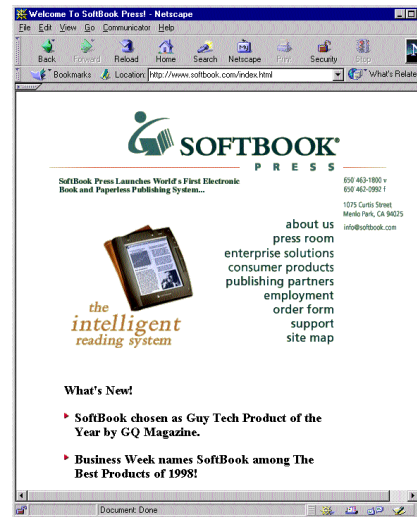 Welcome To SoftBook Press! - Netscape
File Edit View Go Communicator Help
Back Forward Reload Home Search Netscape Print Security Stop
Bookmarks Location: http://www.softbook.com/index.html What's Relate
SOFTBOOK®
PRESS
SoftBook Press Launches World's First Electronic
Book and Paperless Publishing System...
650 463-1800 v
650 462-0992 f
1075 Curtis Street
Menlo Park, CA 94025
info@softbook.com
about us
press room
enterprise solutions
consumer products
publishing partners
employment
order form
support
site map
the
intelligent
reading system
What's New!
SoftBook chosen as Guy Tech Product of the
Year by GQ Magazine.
Business Week names SoftBook among The
Best Products of 1998!
Document: Done